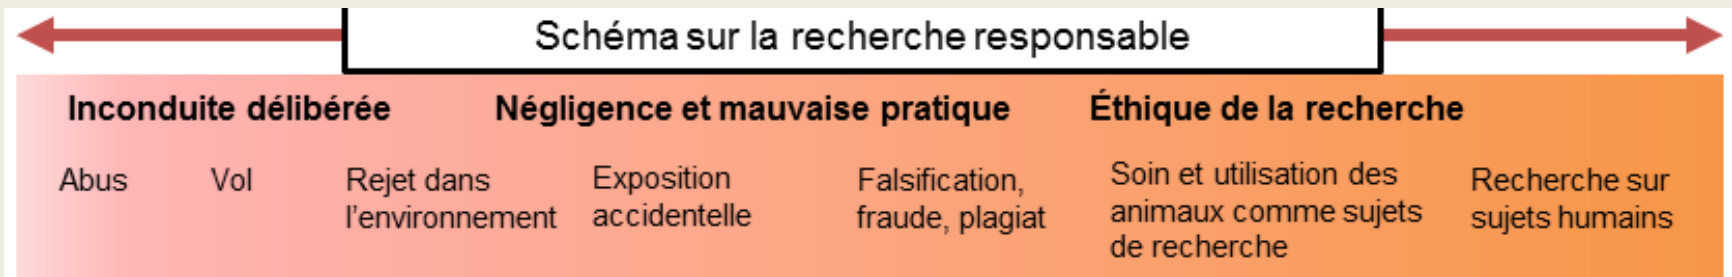 Schéma sur la recherche responsable
Inconduite délibérée
Négligence et mauvaise pratique
Éthique de la recherche
Abus
Vol
Rejet dans
l'environnement
Exposition
accidentelle
Falsification,
fraude, plagiat
Soin et utilisation des
animaux comme sujets
de recherche
Recherche sur
sujets humains